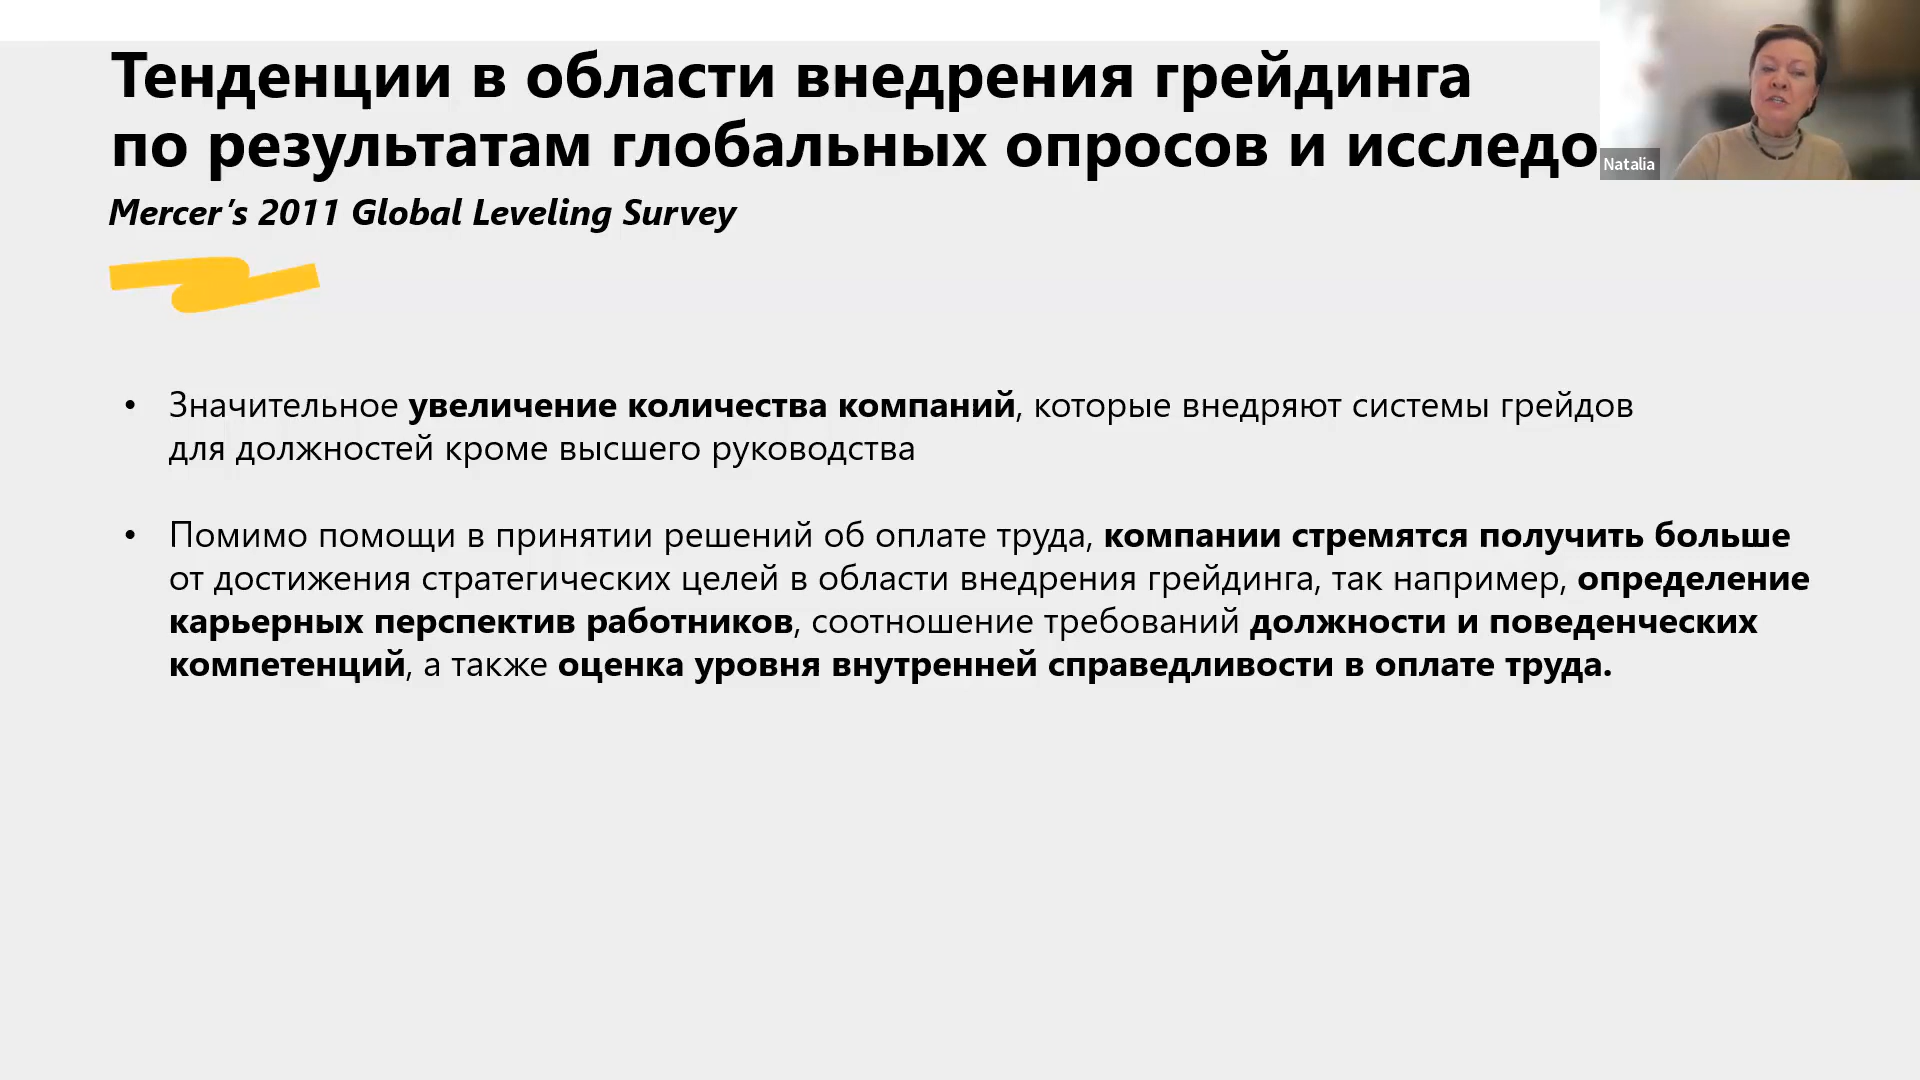 Тенденции в области внедрения грейдинга
по результатам глобальных опросов и исследо
Natalia
Mercer’s 2011 Global Leveling Survey
• Значительное увеличение количества компаний, которые внедряют системы грейдов
для должностей кроме высшего руководства
• Помимо помощи в принятии решений об оплате труда, компании стремятся получить больше
от достижения стратегических целей в области внедрения грейдинга, так например, определение
карьерных перспектив работников, соотношение требований должности и поведенческих
компетенций, а также оценка уровня внутренней справедливости в оплате труда.